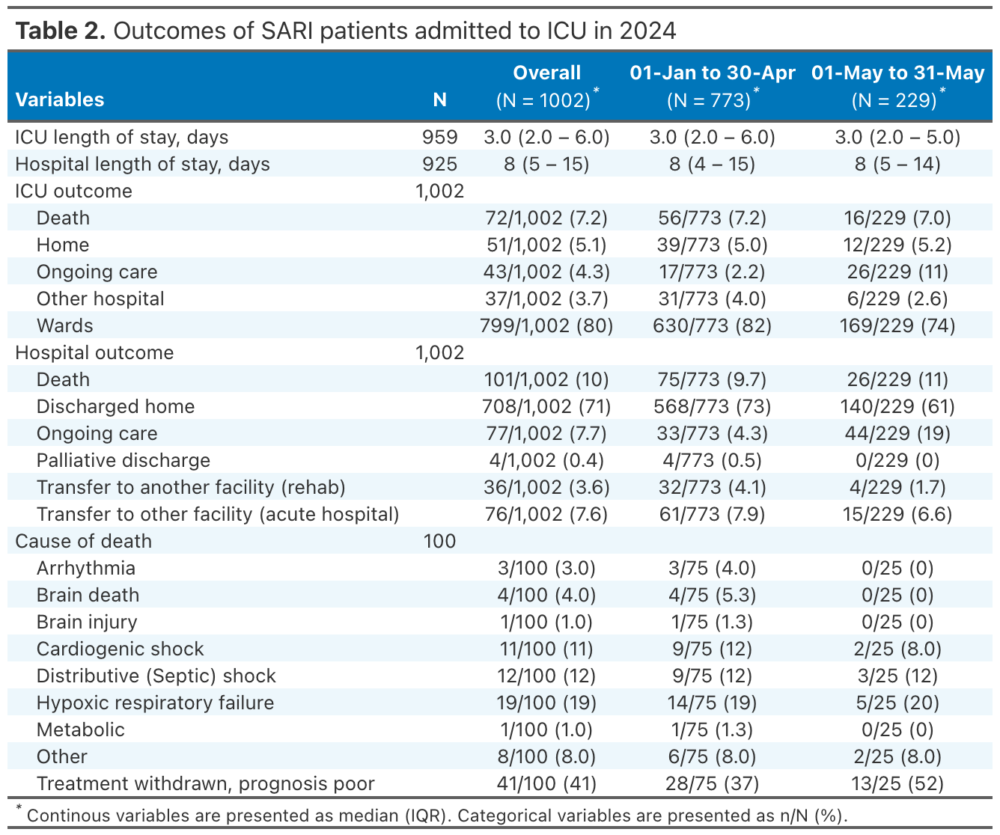 Table 2. Outcomes of SARI patients admitted to ICU in 2024
Variables N Overall (N = 1002)* 01-Jan to 30-Apr (N = 773)* 01-May to 31-May (N = 229)*
ICU length of stay, days 959 3.0 (2.0 – 6.0) 3.0 (2.0 – 6.0) 3.0 (2.0 – 5.0)
Hospital length of stay, days 925 8 (5 – 15) 8 (4 – 15) 8 (5 – 14)
ICU outcome 1,002
Death 72/1,002 (7.2) 56/773 (7.2) 16/229 (7.0)
Home 51/1,002 (5.1) 39/773 (5.0) 12/229 (5.2)
Ongoing care 43/1,002 (4.3) 17/773 (2.2) 26/229 (11)
Other hospital 37/1,002 (3.7) 31/773 (4.0) 6/229 (2.6)
Wards 799/1,002 (80) 630/773 (82) 169/229 (74)
Hospital outcome 1,002
Death 101/1,002 (10) 75/773 (9.7) 26/229 (11)
Discharged home 708/1,002 (71) 568/773 (73) 140/229 (61)
Ongoing care 77/1,002 (7.7) 33/773 (4.3) 44/229 (19)
Palliative discharge 4/1,002 (0.4) 4/773 (0.5) 0/229 (0)
Transfer to another facility (rehab) 36/1,002 (3.6) 32/773 (4.1) 4/229 (1.7)
Transfer to other facility (acute hospital) 76/1,002 (7.6) 61/773 (7.9) 15/229 (6.6)
Cause of death 100
Arrhythmia 3/100 (3.0) 3/75 (4.0) 0/25 (0)
Brain death 4/100 (4.0) 4/75 (5.3) 0/25 (0)
Brain injury 1/100 (1.0) 1/75 (1.3) 0/25 (0)
Cardiogenic shock 11/100 (11) 9/75 (12) 2/25 (8.0)
Distributive (Septic) shock 12/100 (12) 9/75 (12) 3/25 (12)
Hypoxic respiratory failure 19/100 (19) 14/75 (19) 5/25 (20)
Metabolic 1/100 (1.0) 1/75 (1.3) 0/25 (0)
Other 8/100 (8.0) 6/75 (8.0) 2/25 (8.0)
Treatment withdrawn, prognosis poor 41/100 (41) 28/75 (37) 13/25 (52)
* Continous variables are presented as median (IQR). Categorical variables are presented as n/N (%).